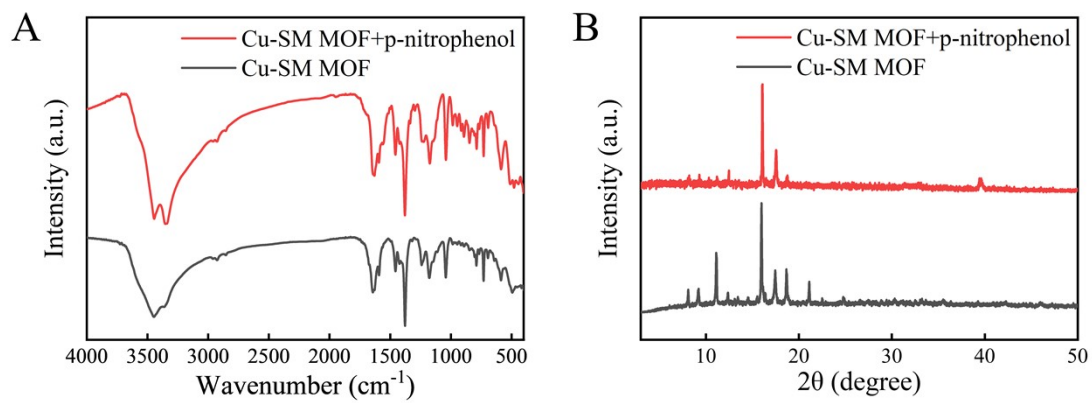 A
Cu-SM MOF+p-nitrophenol
Cu-SM MOF
Intensity (a.u.)
4000 3500 3000 2500 2000 1500 1000 500
Wavenumber (cm⁻¹)
B
Cu-SM MOF+p-nitrophenol
Cu-SM MOF
Intensity (a.u.)
10 20 30 40 50
2θ (degree)